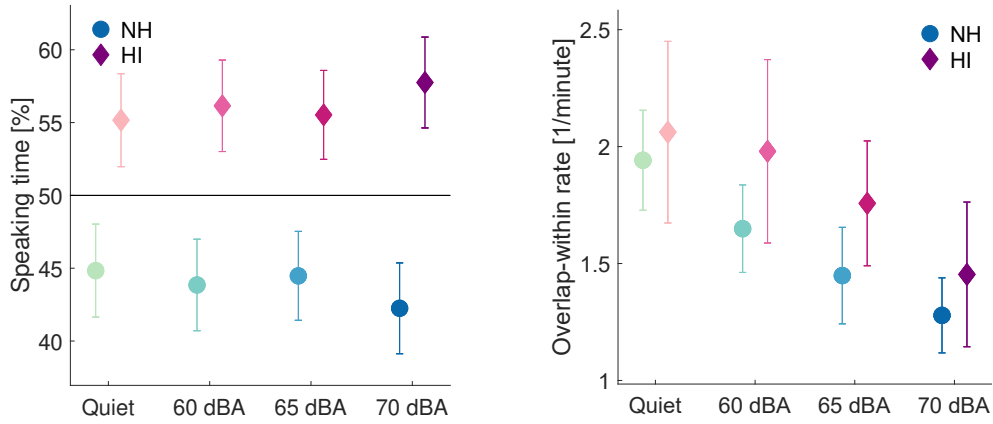 Speaking time [%]
60
55
50
45
40
NH
HI
Quiet 60 dBA 65 dBA 70 dBA
Overlap-within rate [1/minute]
2.5
2
1.5
1
NH
HI
Quiet 60 dBA 65 dBA 70 dBA